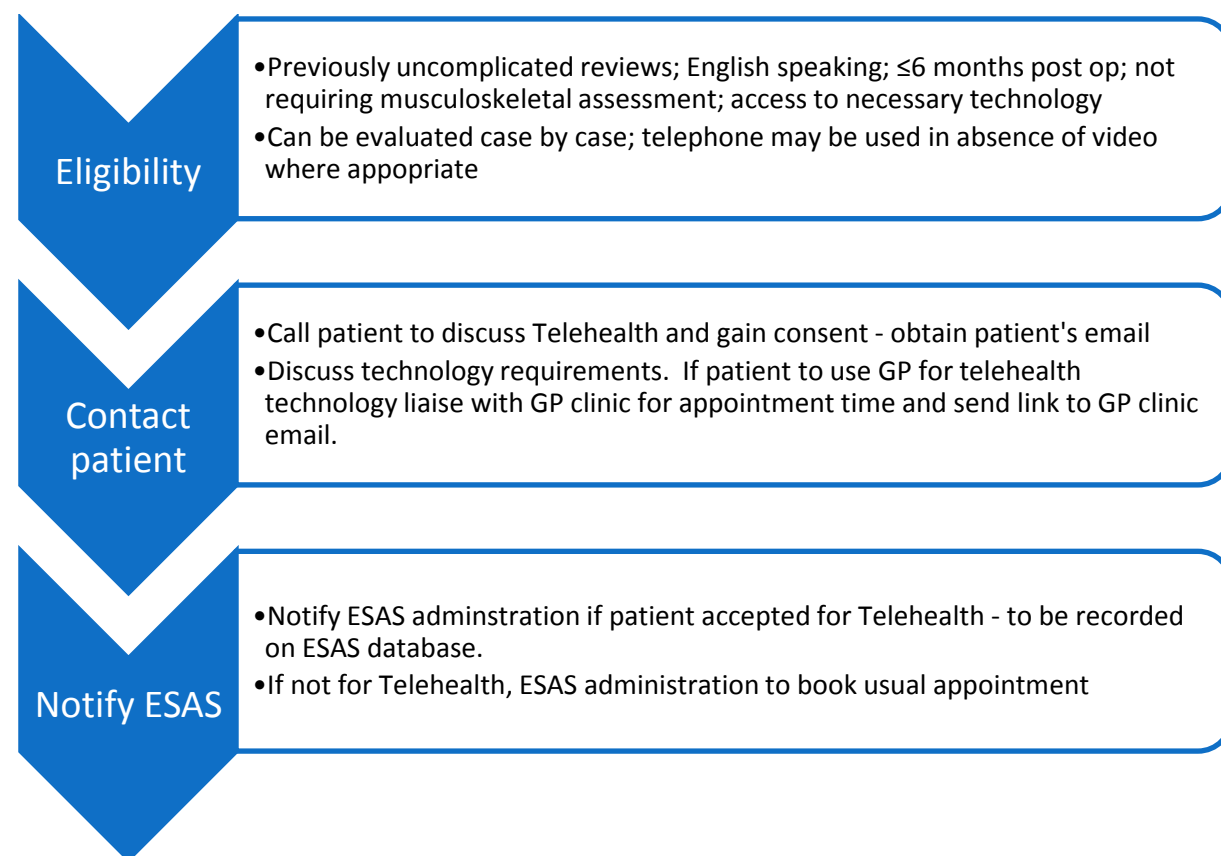 Eligibility
•Previously uncomplicated reviews; English speaking; ≤6 months post op; not
requiring musculoskeletal assessment; access to necessary technology
•Can be evaluated case by case; telephone may be used in absence of video
where appopriate
Contact
patient
•Call patient to discuss Telehealth and gain consent - obtain patient's email
•Discuss technology requirements.  If patient to use GP for telehealth
technology liaise with GP clinic for appointment time and send link to GP clinic
email.
Notify ESAS
•Notify ESAS adminstration if patient accepted for Telehealth - to be recorded
on ESAS database.
•If not for Telehealth, ESAS administration to book usual appointment